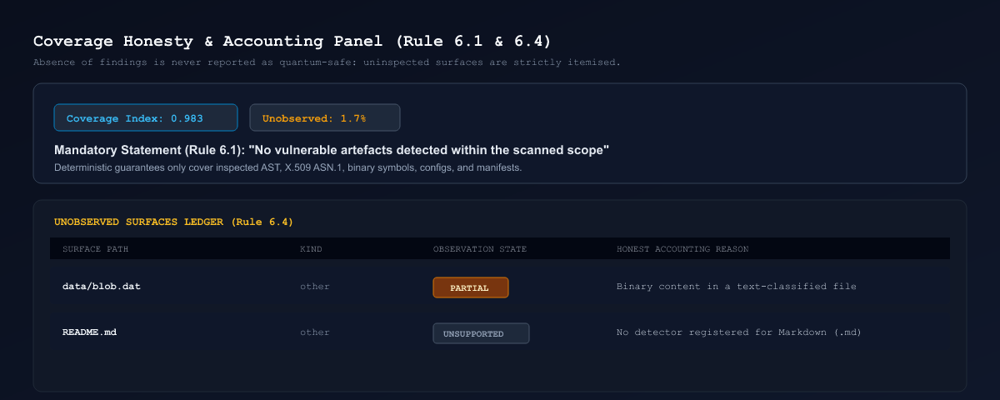 Coverage Honesty & Accounting Panel (Rule 6.1 & 6.4)
Absence of findings is never reported as quantum-safe: uninspected surfaces are strictly itemised.
Coverage Index: 0.983 Unobserved: 1.7%
Mandatory Statement (Rule 6.1): "No vulnerable artefacts detected within the scanned scope"
Deterministic guarantees only cover inspected AST, X.509 ASN.1, binary symbols, configs, and manifests.
UNOBSERVED SURFACES LEDGER (Rule 6.4)
SURFACE PATH KIND OBSERVATION STATE HONEST ACCOUNTING REASON
data/blob.dat other PARTIAL Binary content in a text-classified file
README.md other UNSUPPORTED No detector registered for Markdown (.md)